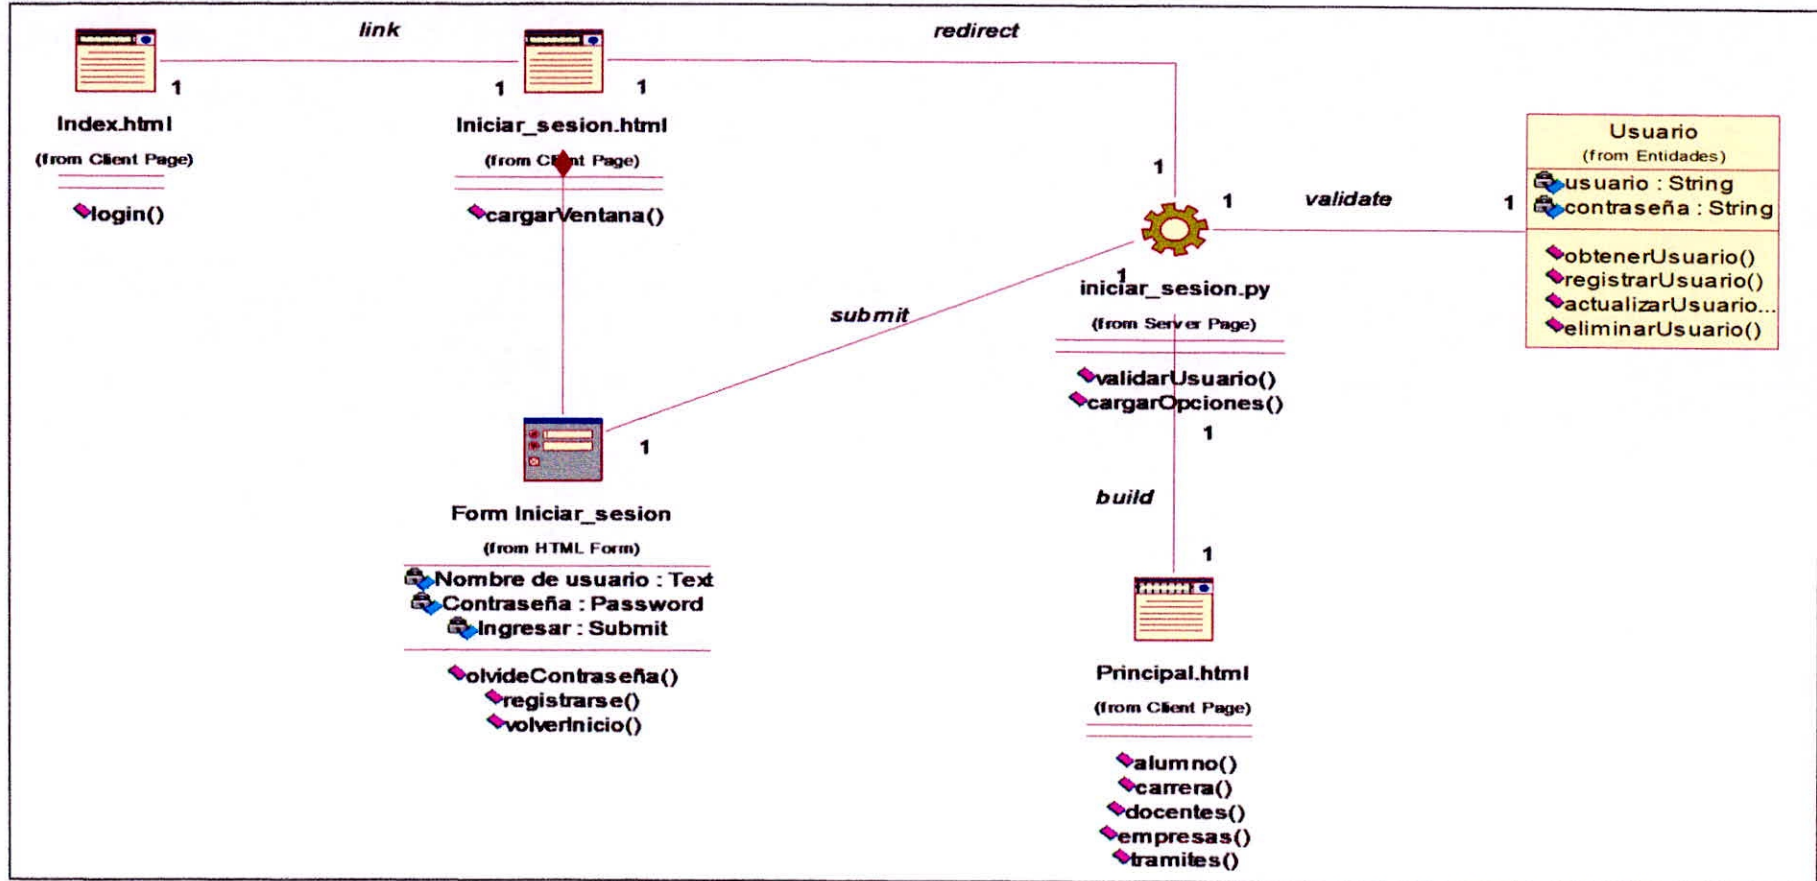 link
redirect
1
1
1
Index.html
(from Client Page)
login()
Iniciar_sesion.html
(from Client Page)
cargarVentana()
1
1
validate
1
Usuario
(from Entidades)
usuario : String
contraseña : String
obtenerUsuario()
registrarUsuario()
actualizarUsuario...
eliminarUsuario()
1
iniciar_sesion.py
(from Server Page)
validarUsuario()
cargarOpciones()
submit
1
1
build
1
Form Iniciar_sesion
(from HTML Form)
Nombre de usuario : Text
Contraseña : Password
Ingresar : Submit
olvideContraseña()
registrarse()
volverInicio()
Principal.html
(from Client Page)
alumno()
carrera()
docentes()
empresas()
tramites()